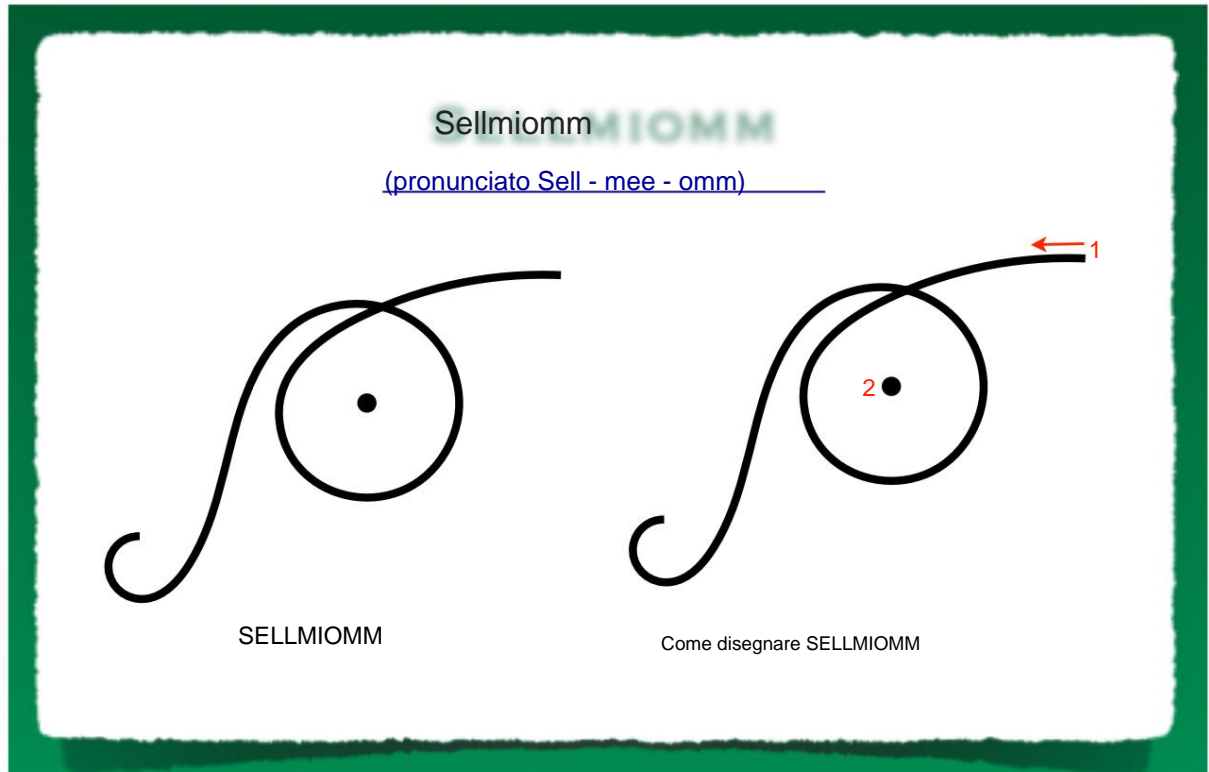 Sellmiomm
(pronunciato Sell - mee - omm)
1
2
SELLMIOMM
Come disegnare SELLMIOMM